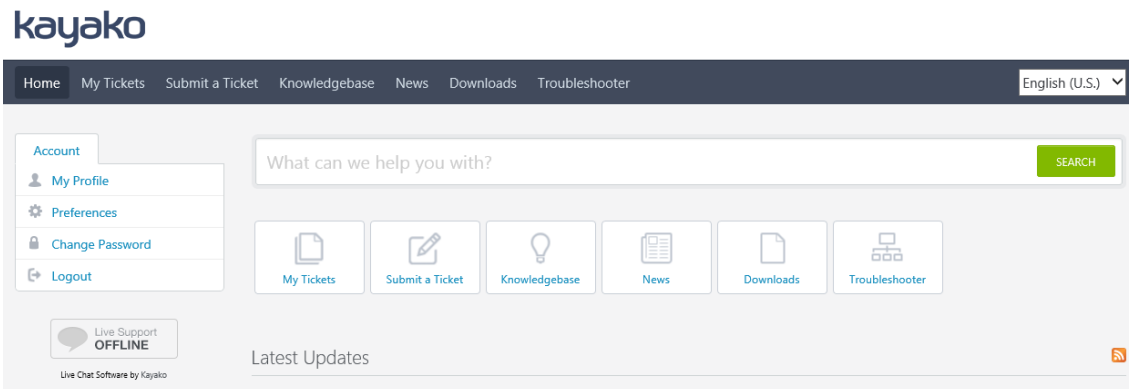 kayako
Home My Tickets Submit a Ticket Knowledgebase News Downloads Troubleshooter English (U.S.)
Account
My Profile
Preferences
Change Password
Logout
Live Support
OFFLINE
Live Chat Software by Kayako
What can we help you with? SEARCH
My Tickets Submit a Ticket Knowledgebase News Downloads Troubleshooter
Latest Updates